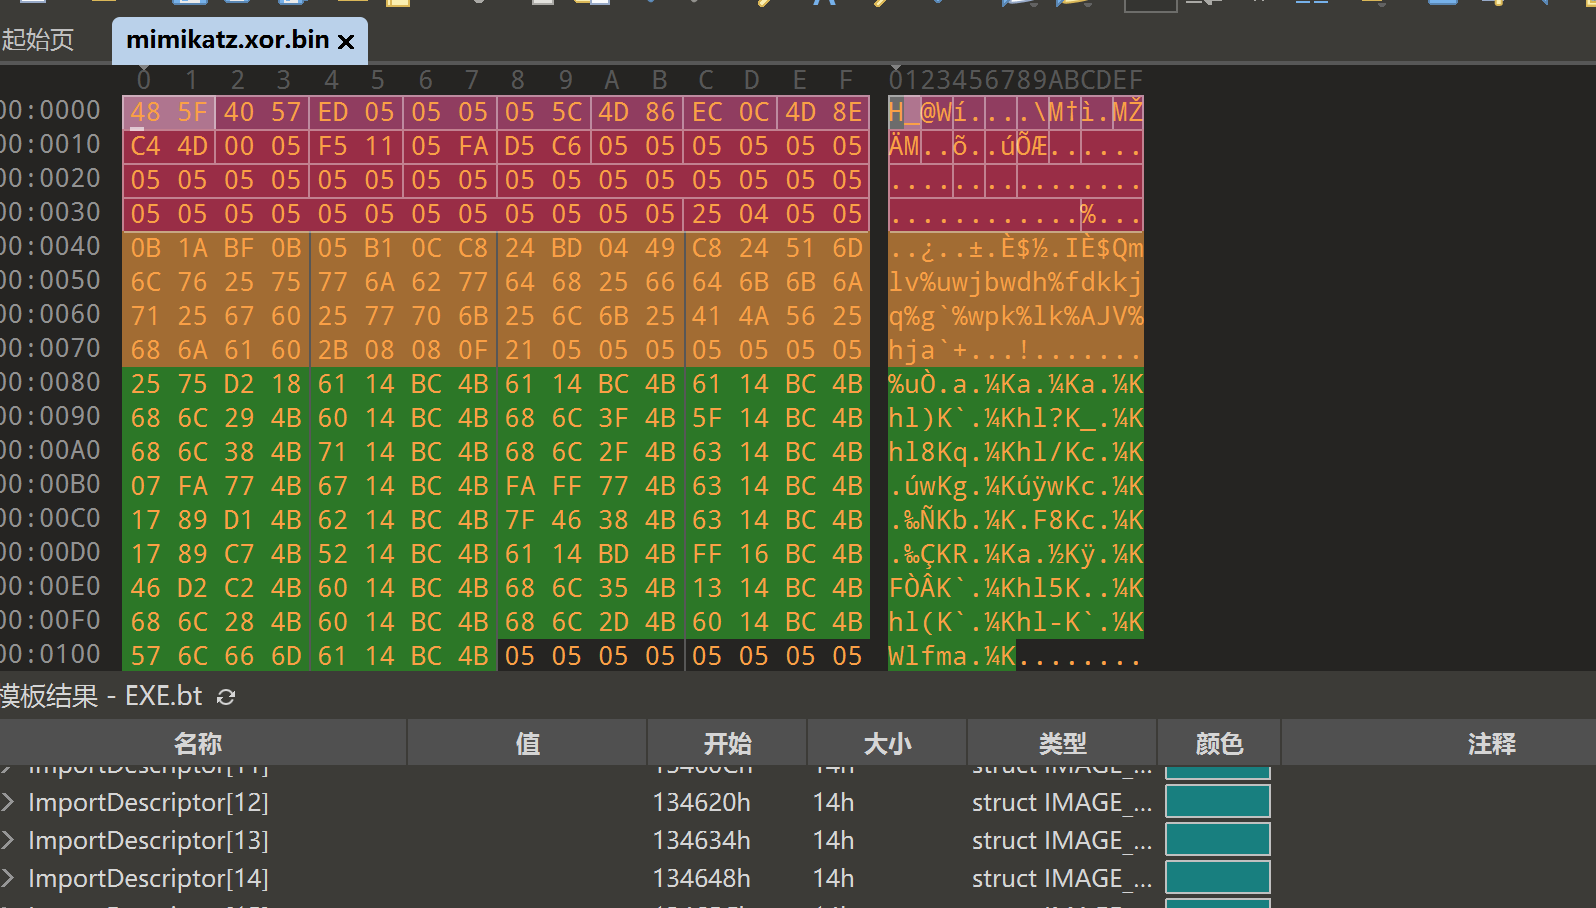 起始页 mimikatz.xor.bin ×
0 1 2 3 4 5 6 7 8 9 A B C D E F 0123456789ABCDEF
00:0000 48 5F 40 57 ED 05 05 05 05 5C 4D 86 EC 0C 4D 8E H_@Wí....\M†ì.MŽ
00:0010 C4 4D 00 05 F5 11 05 FA D5 C6 05 05 05 05 05 05 ÄM..õ..úÕÆ......
00:0020 05 05 05 05 05 05 05 05 05 05 05 05 05 05 05 05 ................
00:0030 05 05 05 05 05 05 05 05 05 05 05 05 25 04 05 05 ............%...
00:0040 0B 1A BF 0B 05 B1 0C C8 24 BD 04 49 C8 24 51 6D ..¿..±.È$½.IÈ$Qm
00:0050 6C 76 25 75 77 6A 62 77 64 68 25 66 64 6B 6B 6A lv%uwjbwdh%fdkkj
00:0060 71 25 67 60 25 77 70 6B 25 6C 6B 25 41 4A 56 25 q%g`%wpk%lk%AJV%
00:0070 68 6A 61 60 2B 08 08 0F 21 05 05 05 05 05 05 05 hja`+...!.......
00:0080 25 75 D2 18 61 14 BC 4B 61 14 BC 4B 61 14 BC 4B %uÒ.a.¼Ka.¼Ka.¼K
00:0090 68 6C 29 4B 60 14 BC 4B 68 6C 3F 4B 5F 14 BC 4B hl)K`.¼Khl?K_.¼K
00:00A0 68 6C 38 4B 71 14 BC 4B 68 6C 2F 4B 63 14 BC 4B hl8Kq.¼Khl/Kc.¼K
00:00B0 07 FA 77 4B 67 14 BC 4B FA FF 77 4B 63 14 BC 4B .úwKg.¼KúÿwKc.¼K
00:00C0 17 89 D1 4B 62 14 BC 4B 7F 46 38 4B 63 14 BC 4B .‰ÑKb.¼K.F8Kc.¼K
00:00D0 17 89 C7 4B 52 14 BC 4B 61 14 BD 4B FF 16 BC 4B .‰ÇKR.¼Ka.½Kÿ.¼K
00:00E0 46 D2 C2 4B 60 14 BC 4B 68 6C 35 4B 13 14 BC 4B FÒÂK`.¼Khl5K..¼K
00:00F0 68 6C 28 4B 60 14 BC 4B 68 6C 2D 4B 60 14 BC 4B hl(K`.¼Khl-K`.¼K
00:0100 57 6C 66 6D 61 14 BC 4B 05 05 05 05 05 05 05 05 Wlfma.¼K........
模板结果 - EXE.bt
名称 值 开始 大小 类型 颜色 注释
ImportDescriptor[11] 13460Ch 14h struct IMAGE_...
ImportDescriptor[12] 134620h 14h struct IMAGE_...
ImportDescriptor[13] 134634h 14h struct IMAGE_...
ImportDescriptor[14] 134648h 14h struct IMAGE_...